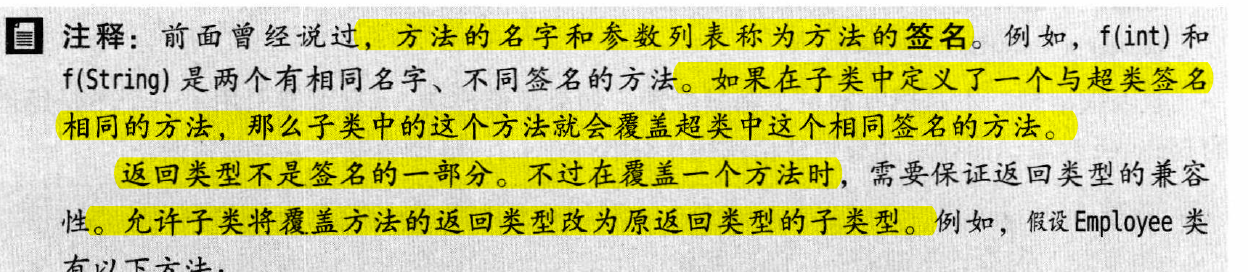 注释：前面曾经说过，方法的名字和参数列表称为方法的签名。例如，f(int) 和
f(String) 是两个有相同名字、不同签名的方法。如果在子类中定义了一个与超类签名
相同的方法，那么子类中的这个方法就会覆盖超类中这个相同签名的方法。
返回类型不是签名的一部分。不过在覆盖一个方法时，需要保证返回类型的兼容
性。允许子类将覆盖方法的返回类型改为原返回类型的子类型。例如，假设 Employee 类
有以下方法：